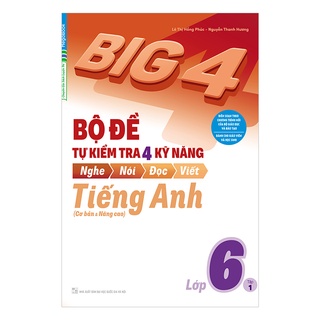 Lê Thị Hồng Phúc - Nguyễn Thanh Hương
BIG 4
BỘ ĐỀ
TỰ KIỂM TRA 4 KỸ NĂNG
Nghe Nói Đọc Viết
Tiếng Anh
(Cơ bản & Nâng cao)
Lớp 6
TẬP 1